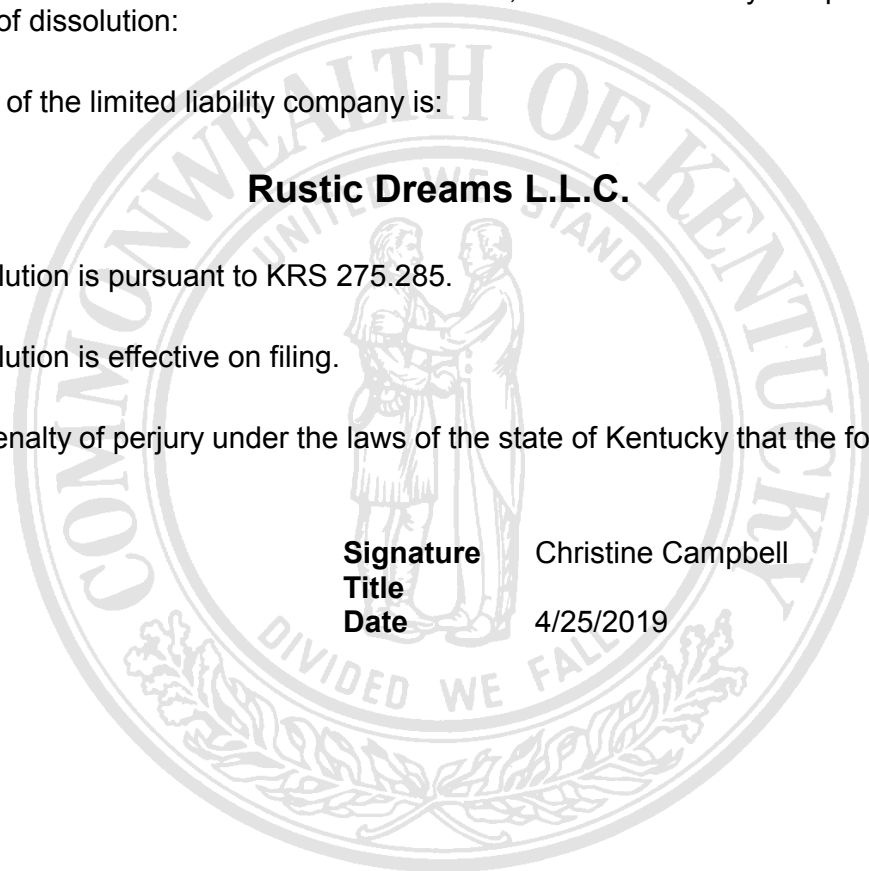 of dissolution:
of the limited liability company is:
Rustic Dreams L.L.C.
lution is pursuant to KRS 275.285.
lution is effective on filing.
enalty of perjury under the laws of the state of Kentucky that the fo
Signature Christine Campbell
Title
Date 4/25/2019
COMMONWEALTH OF KENTUCKY
UNITED WE STAND
DIVIDED WE FALL